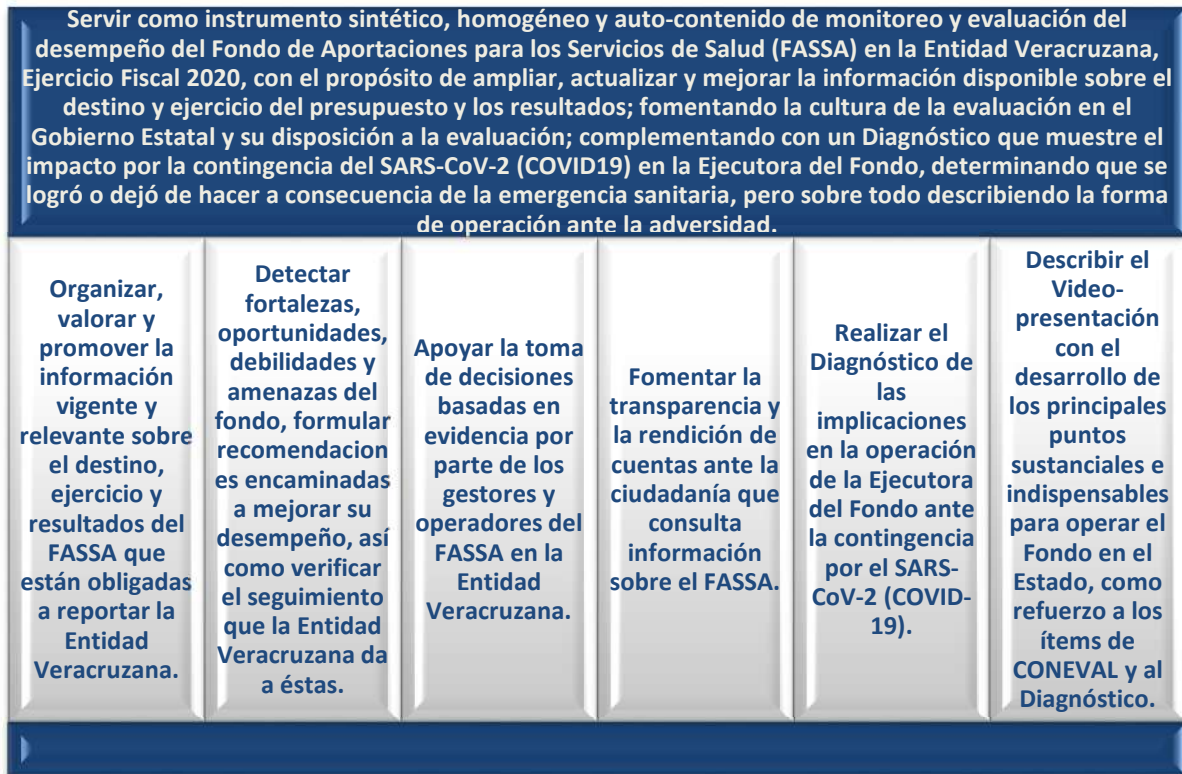 Servir como instrumento sintético, homogéneo y auto-contenido de monitoreo y evaluación del
desempeño del Fondo de Aportaciones para los Servicios de Salud (FASSA) en la Entidad Veracruzana,
Ejercicio Fiscal 2020, con el propósito de ampliar, actualizar y mejorar la información disponible sobre el
destino y ejercicio del presupuesto y los resultados; fomentando la cultura de la evaluación en el
Gobierno Estatal y su disposición a la evaluación; complementando con un Diagnóstico que muestre el
impacto por la contingencia del SARS-CoV-2 (COVID19) en la Ejecutora del Fondo, determinando que se
logró o dejó de hacer a consecuencia de la emergencia sanitaria, pero sobre todo describiendo la forma
de operación ante la adversidad.
Organizar,
valorar y
promover la
información
vigente y
relevante sobre
el destino,
ejercicio y
resultados del
FASSA que
están obligadas
a reportar la
Entidad
Veracruzana.
Detectar
fortalezas,
oportunidades,
debilidades y
amenazas del
fondo, formular
recomendacion
es encaminadas
a mejorar su
desempeño, así
como verificar
el seguimiento
que la Entidad
Veracruzana da
a éstas.
Apoyar la toma
de decisiones
basadas en
evidencia por
parte de los
gestores y
operadores del
FASSA en la
Entidad
Veracruzana.
Fomentar la
transparencia y
la rendición de
cuentas ante la
ciudadanía que
consulta
información
sobre el FASSA.
Realizar el
Diagnóstico de
las
implicaciones
en la operación
de la Ejecutora
del Fondo ante
la contingencia
por el SARS-
CoV-2 (COVID-
19).
Describir el
Video-
presentación
con el
desarrollo de
los principales
puntos
sustanciales e
indispensables
para operar el
Fondo en el
Estado, como
refuerzo a los
ítems de
CONEVAL y al
Diagnóstico.